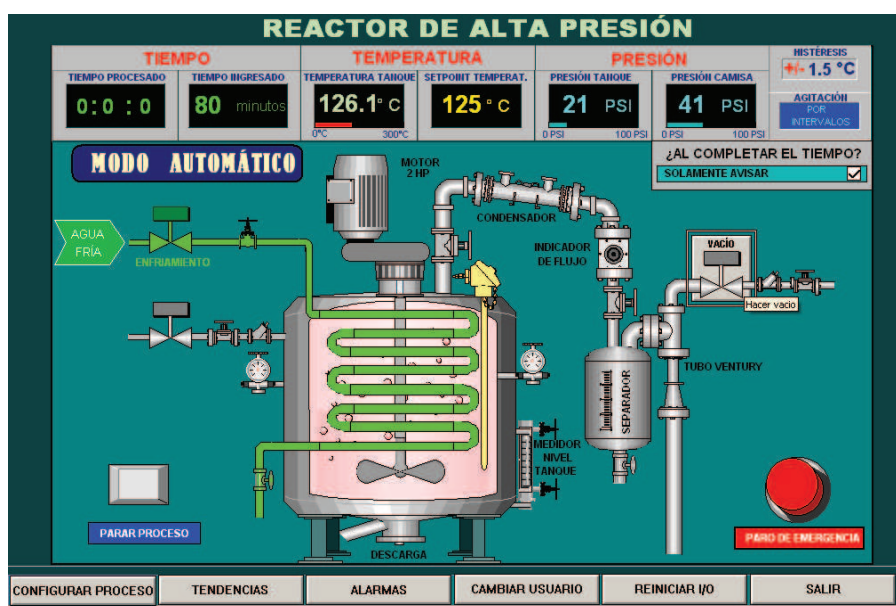 REACTOR DE ALTA PRESIÓN
TIEMPO
TEMPERATURA
PRESIÓN
HISTÉRESIS
+/- 1.5 °C
TIEMPO PROCESADO
TIEMPO INGRESADO
TEMPERATURA TANQUE
SETPOINT TEMPERAT.
PRESIÓN TANQUE
PRESIÓN CAMISA
0:0 :0
80 minutos
126.1° C
125 ° C
21 PSI
41 PSI
0°C 300°C
0 PSI 100 PSI
0 PSI 100 PSI
AGITACIÓN
POR
INTERVALOS
¿AL COMPLETAR EL TIEMPO?
SOLAMENTE AVISAR
MODO AUTOMÁTICO
MOTOR
2 HP
CONDENSADOR
AGUA
FRÍA
ENFRIAMIENTO
INDICADOR
DE FLUJO
VACÍO
Hacer vacio
TUBO VENTURY
SEPARADOR
MEDIDOR
NIVEL
TANQUE
PARAR PROCESO
DESCARGA
PARO DE EMERGENCIA
CONFIGURAR PROCESO
TENDENCIAS
ALARMAS
CAMBIAR USUARIO
REINICIAR I/O
SALIR